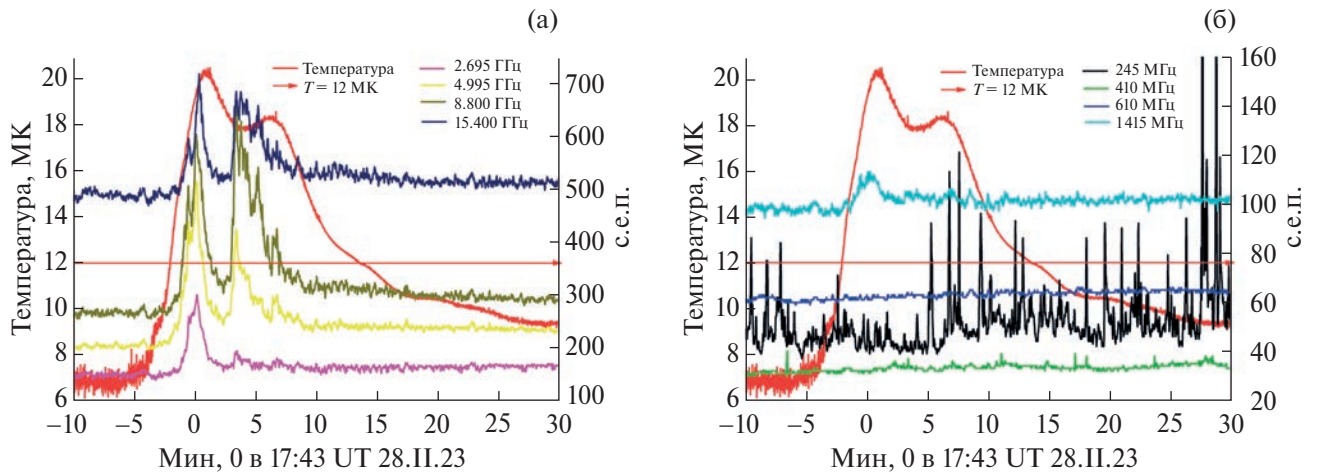 (а)
Температура
T = 12 МК
2.695 ГГц
4.995 ГГц
8.800 ГГц
15.400 ГГц
Температура, МК
20
18
16
14
12
10
8
6
700
600
500
400
300
200
100
с.е.п.
−10
−5
0
5
10
15
20
25
30
Мин, 0 в 17:43 UT 28.II.23
(б)
Температура
T = 12 МК
245 МГц
410 МГц
610 МГц
1415 МГц
Температура, МК
20
18
16
14
12
10
8
6
160
140
120
100
80
60
40
20
с.е.п.
−10
−5
0
5
10
15
20
25
30
Мин, 0 в 17:43 UT 28.II.23